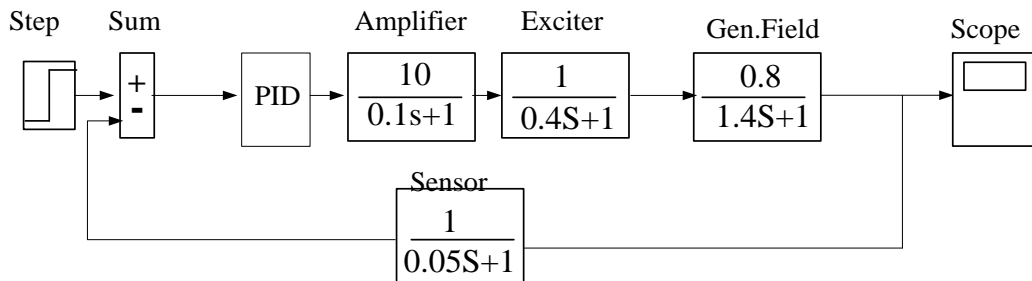 Step
Sum
Amplifier
Exciter
Gen.Field
Scope
+
-
PID
10
0.1s+1
1
0.4S+1
0.8
1.4S+1
Sensor
1
0.05S+1